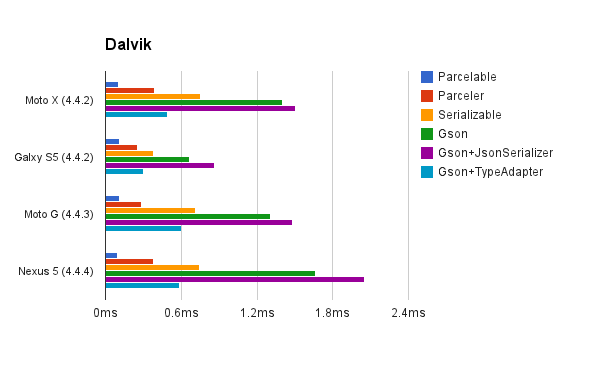 Dalvik
Parcelable
Parceler
Serializable
Gson
Gson+JsonSerializer
Gson+TypeAdapter
Moto X (4.4.2)
Galxy S5 (4.4.2)
Moto G (4.4.3)
Nexus 5 (4.4.4)
0ms 0.6ms 1.2ms 1.8ms 2.4ms